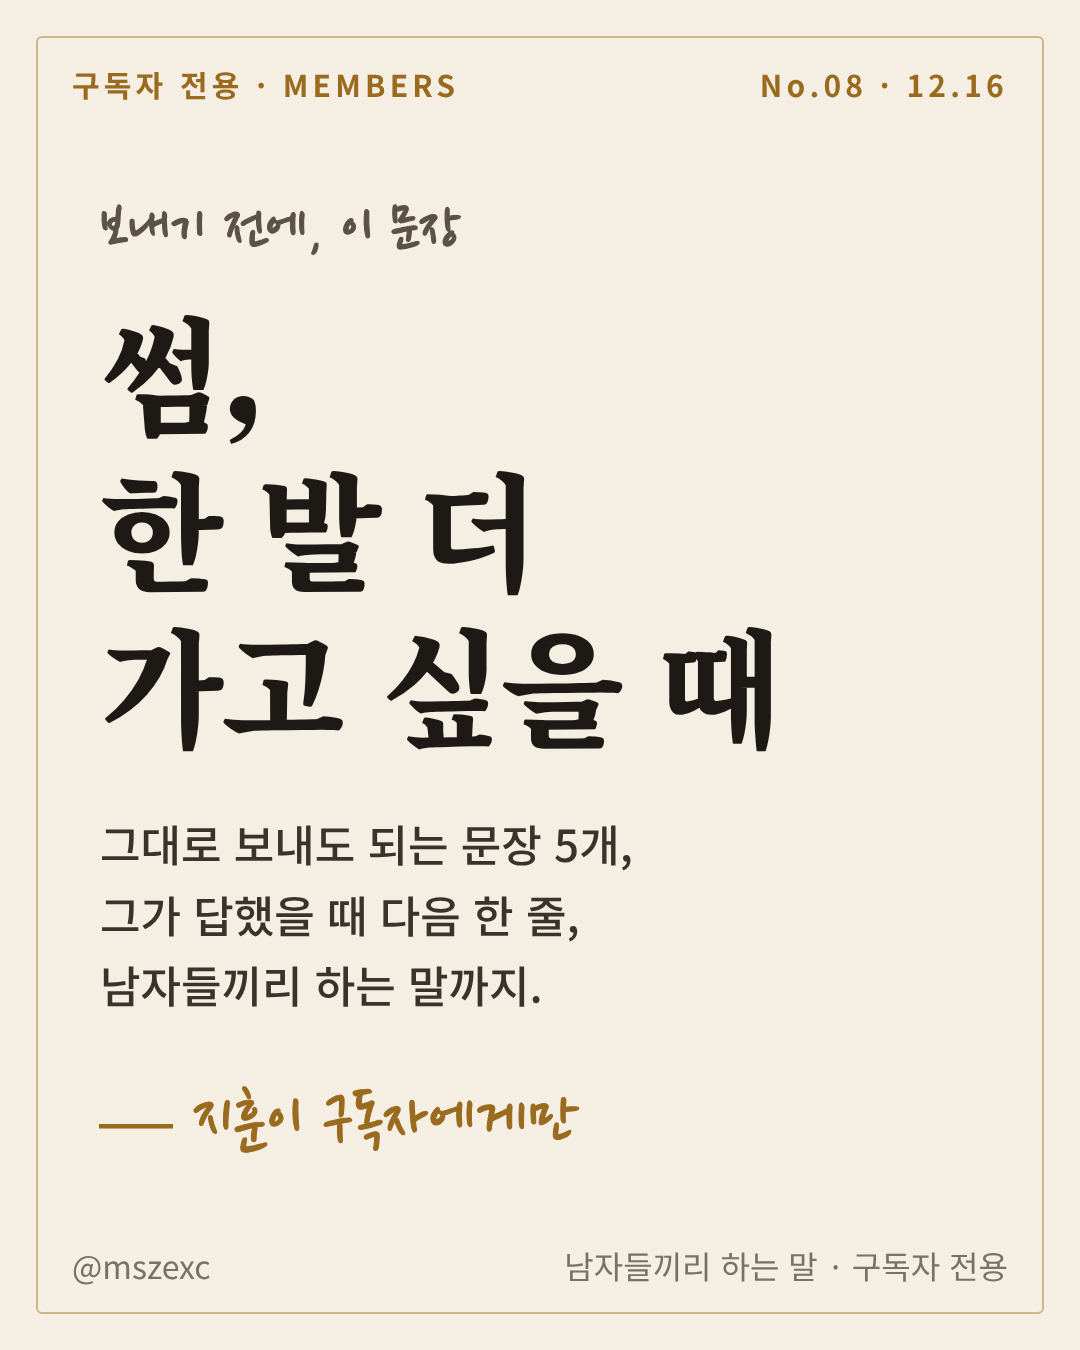 구독자 전용 · MEMBERS
No.08 · 12.16
보내기 전에, 이 문장
썸,
한 발 더
가고 싶을 때
그대로 보내도 되는 문장 5개,
그가 답했을 때 다음 한 줄,
남자들끼리 하는 말까지.
지훈이 구독자에게만
@mszexc
남자들끼리 하는 말 · 구독자 전용